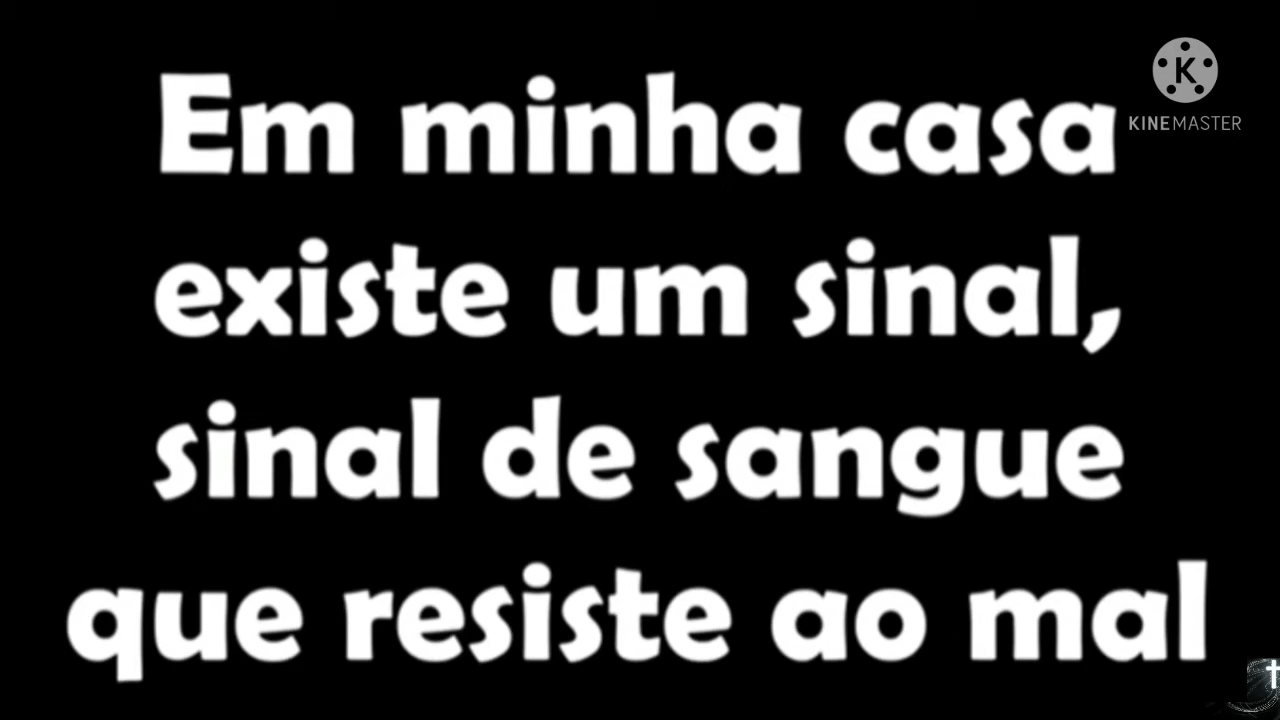 Em minha casa
existe um sinal,
sinal de sangue
que resiste ao mal
K
KINEMASTER